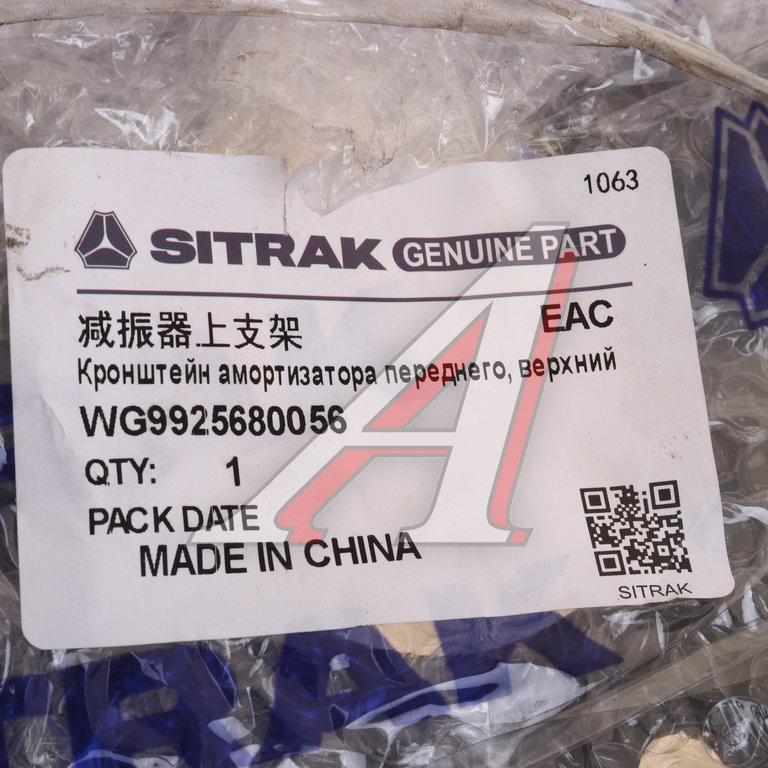 1063
SITRAK GENUINE PART
减振器上支架
EAC
Кронштейн амортизатора переднего, верхний
WG9925680056
QTY: 1
PACK DATE
MADE IN CHINA
SITRAK